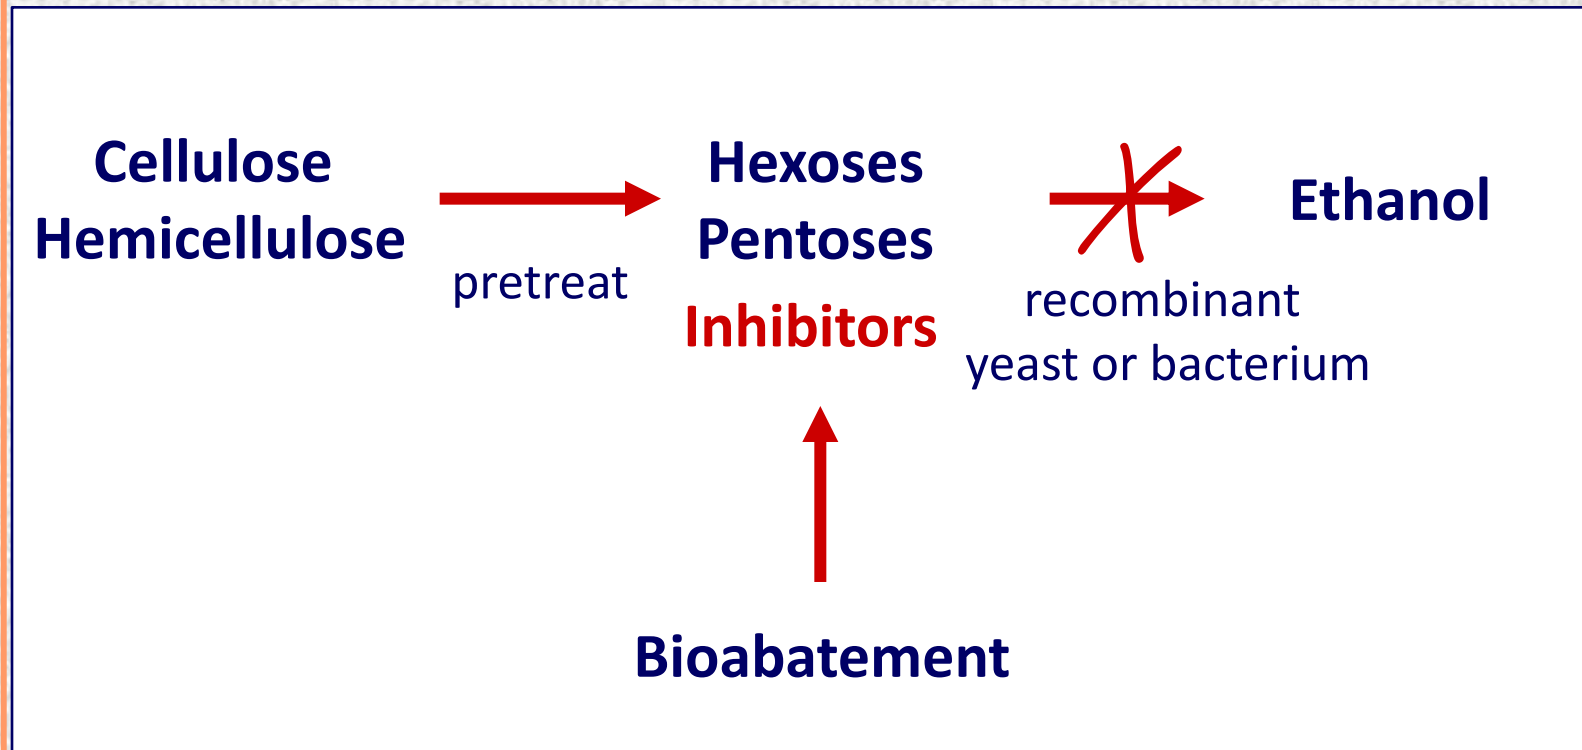 Cellulose
Hemicellulose
pretreat
Hexoses
Pentoses
Inhibitors
Ethanol
recombinant
yeast or bacterium
Bioabatement